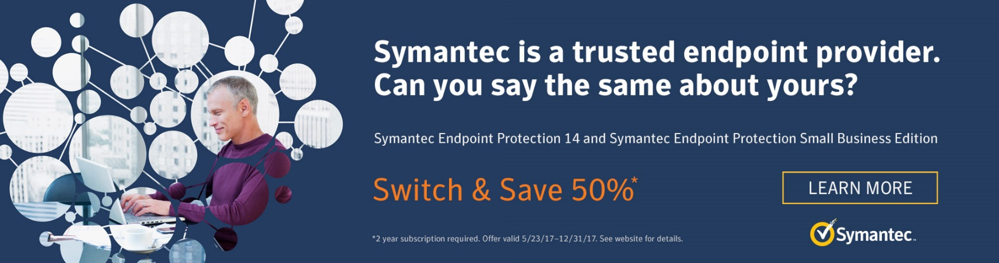 Symantec is a trusted endpoint provider.
Can you say the same about yours?
Symantec Endpoint Protection 14 and Symantec Endpoint Protection Small Business Edition
Switch & Save 50%*
LEARN MORE
*2 year subscription required. Offer valid 5/23/17–12/31/17. See website for details.
Symantec™